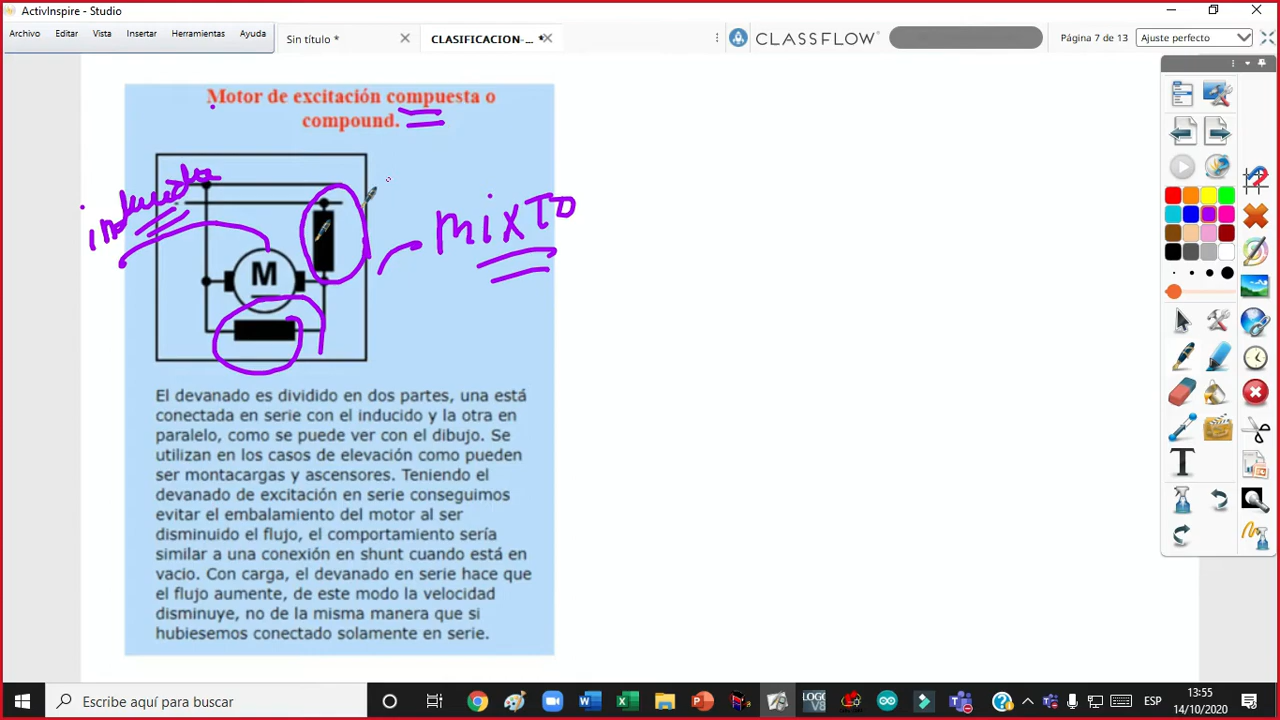 ActivInspire - Studio
Archivo Editar Vista Insertar Herramientas Ayuda
Sin título *
CLASIFICACION-... *
CLASSFLOW
Página 7 de 13
Ajuste perfecto
Motor de excitación compuesta o
compound.
inducido
MIXTO
M
El devanado es dividido en dos partes, una está
conectada en serie con el inducido y la otra en
paralelo, como se puede ver con el dibujo. Se
utilizan en los casos de elevación como pueden
ser montacargas y ascensores. Teniendo el
devanado de excitación en serie conseguimos
evitar el embalamiento del motor al ser
disminuido el flujo, el comportamiento sería
similar a una conexión en shunt cuando está en
vacio. Con carga, el devanado en serie hace que
el flujo aumente, de este modo la velocidad
disminuye, no de la misma manera que si
hubiesemos conectado solamente en serie.
Escribe aquí para buscar
ESP
13:55
14/10/2020